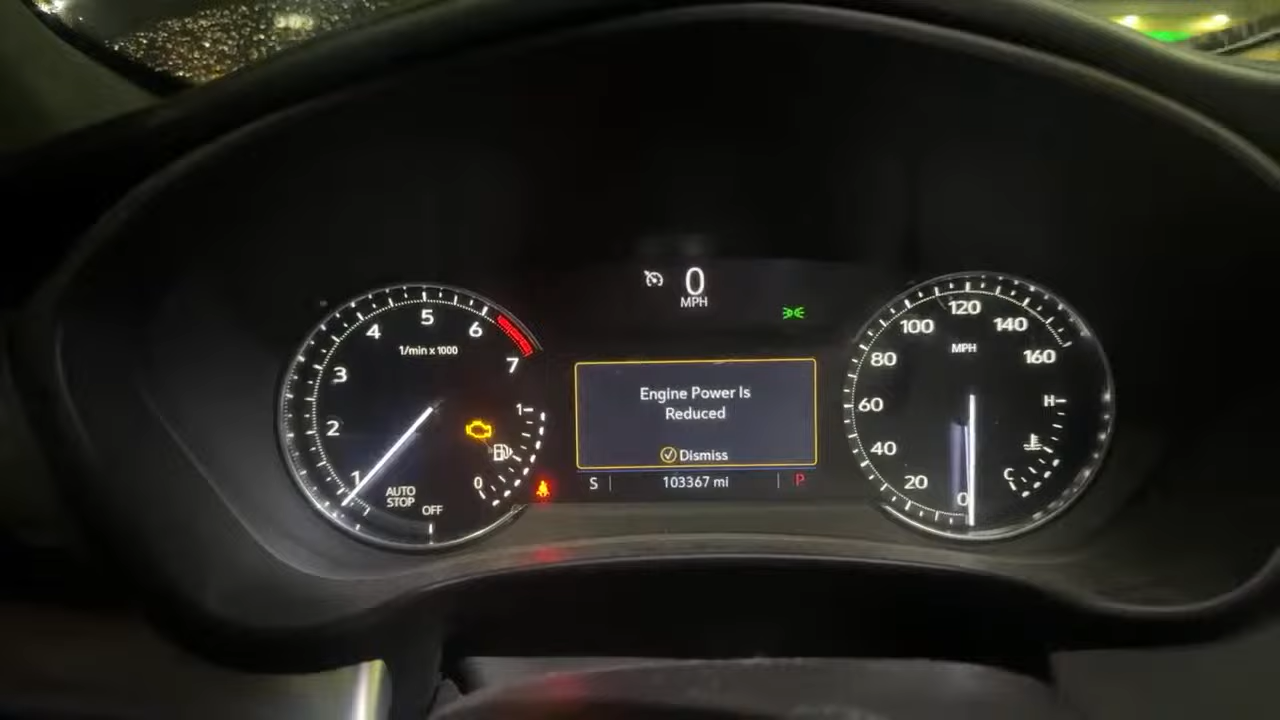 0
MPH
1
2
3
4
5
6
7
1/min x 1000
AUTO
STOP
OFF
1
0
Engine Power Is
Reduced
Dismiss
S
103367 mi
P
0
20
40
60
80
100
120
140
160
MPH
H
C